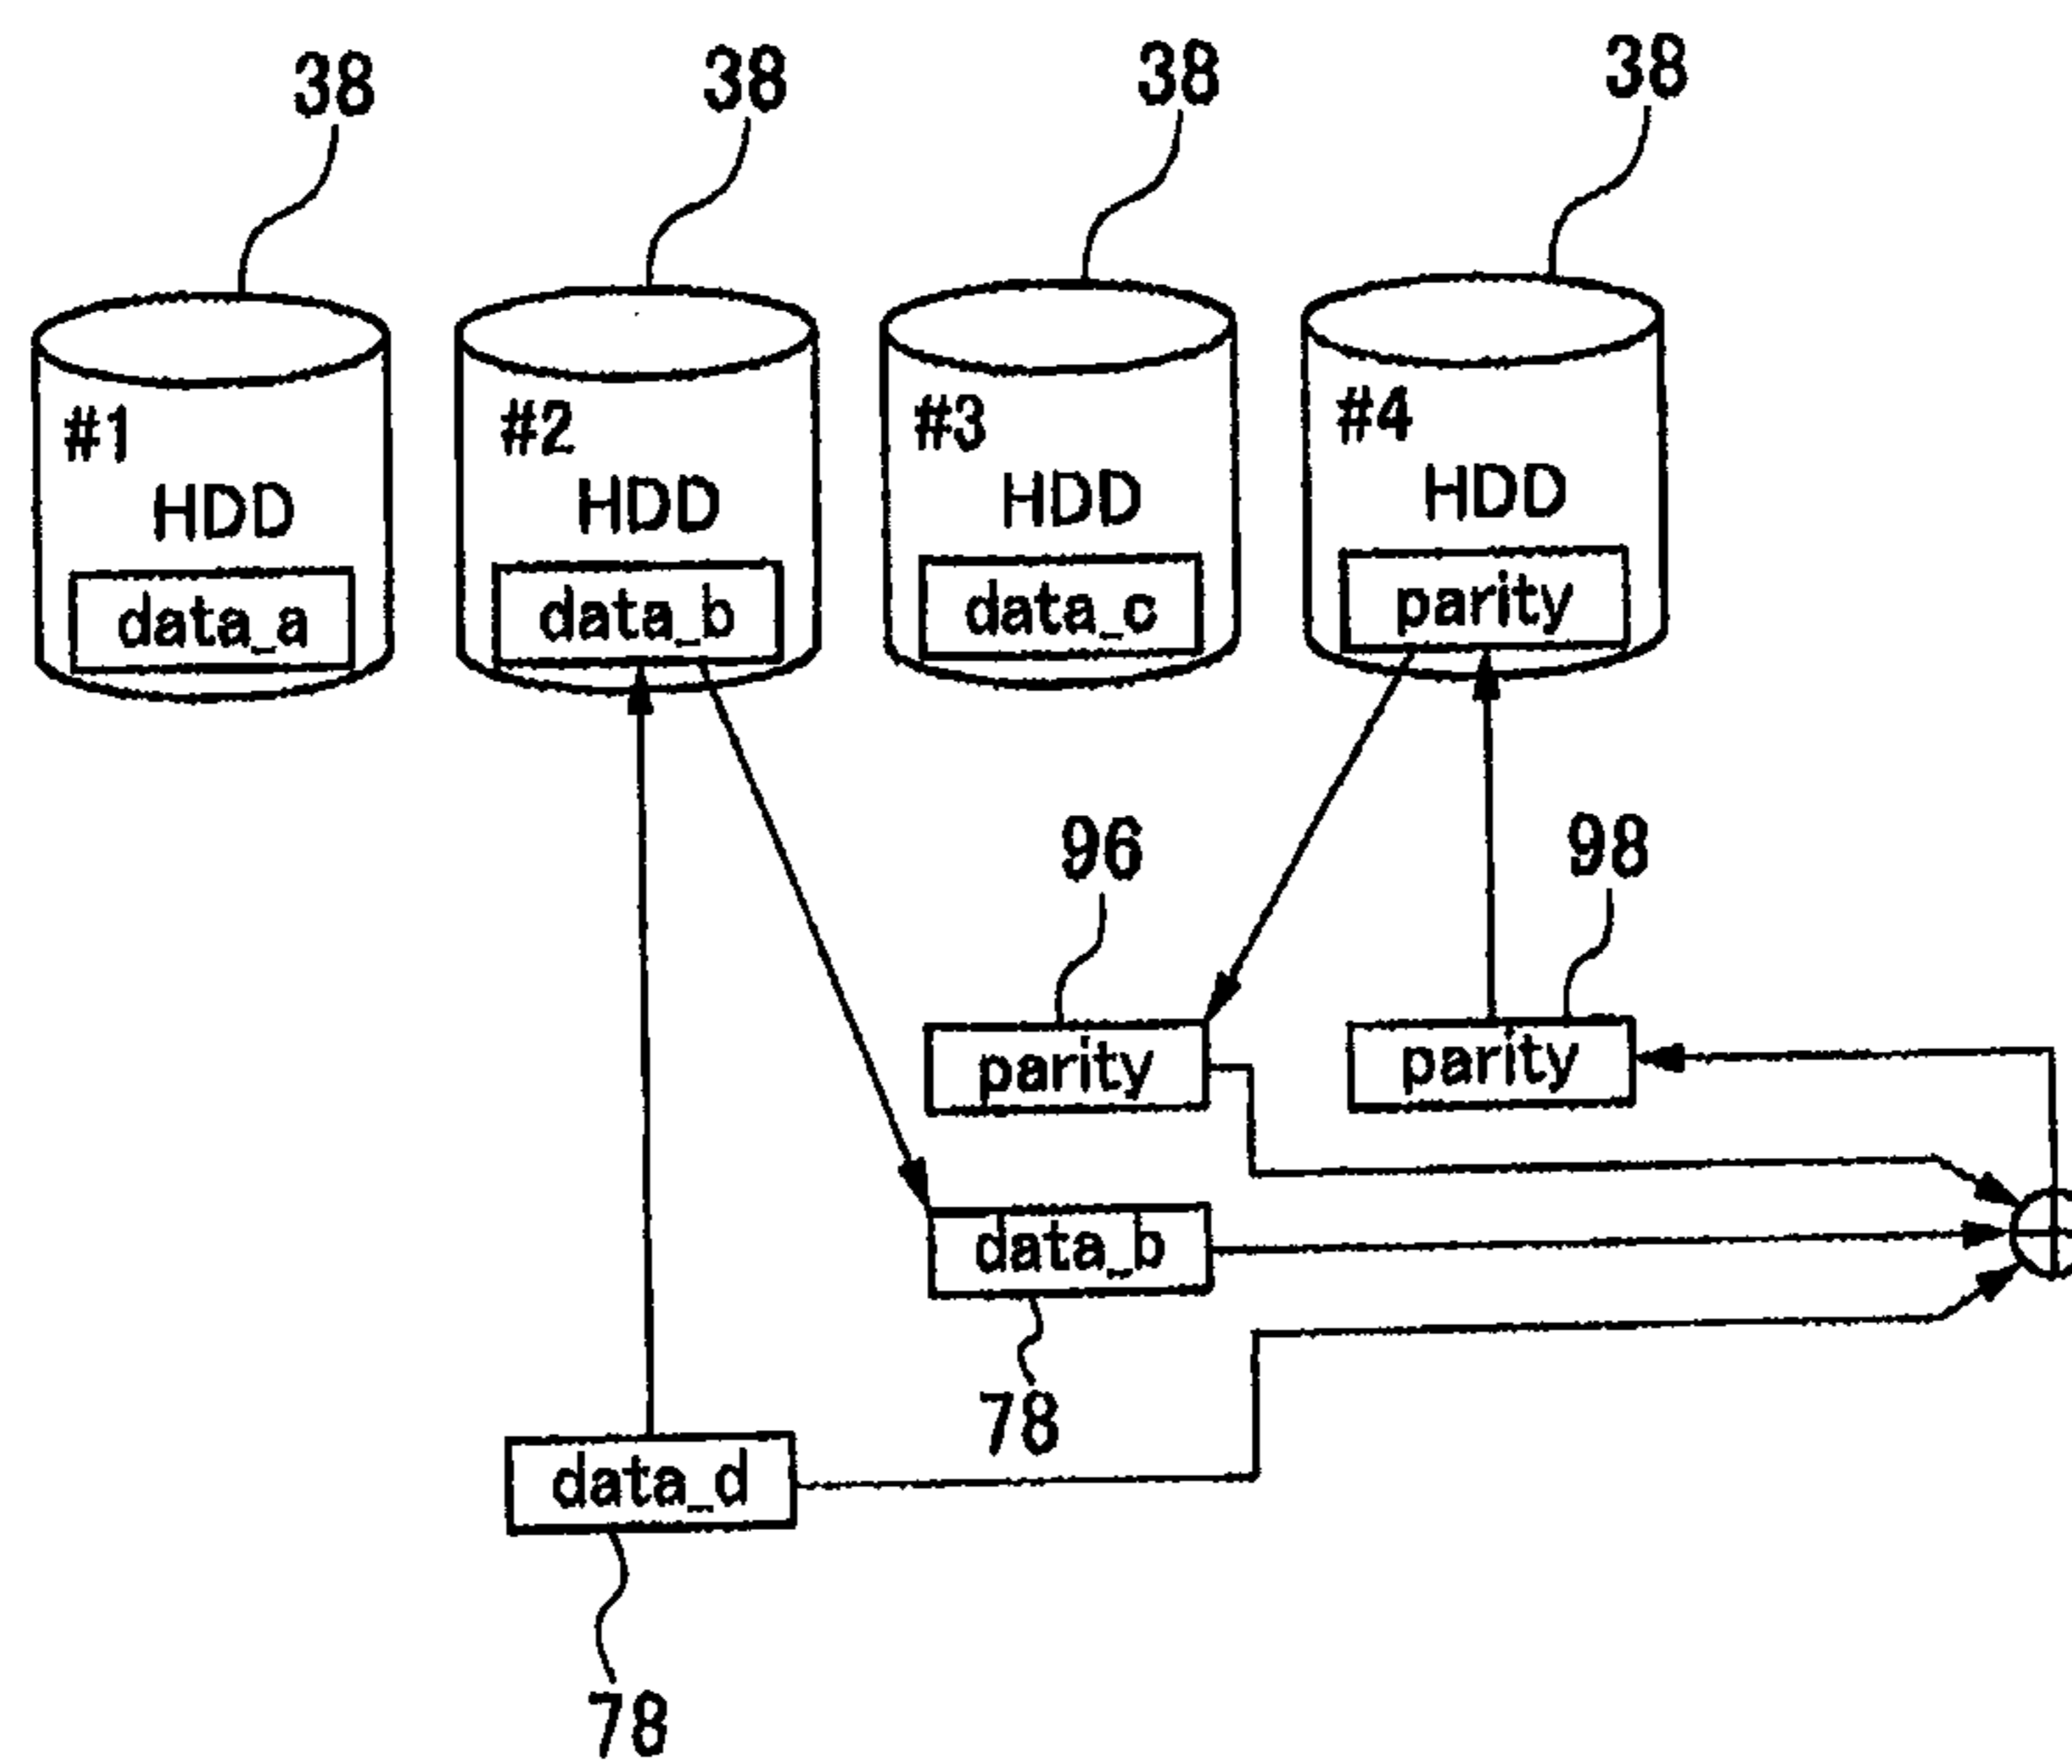 38 38 38 38
#1 #2 #3 #4
HDD HDD HDD HDD
data_a data_b data_c parity
96 98
parity parity
data_b
78
data_d
78